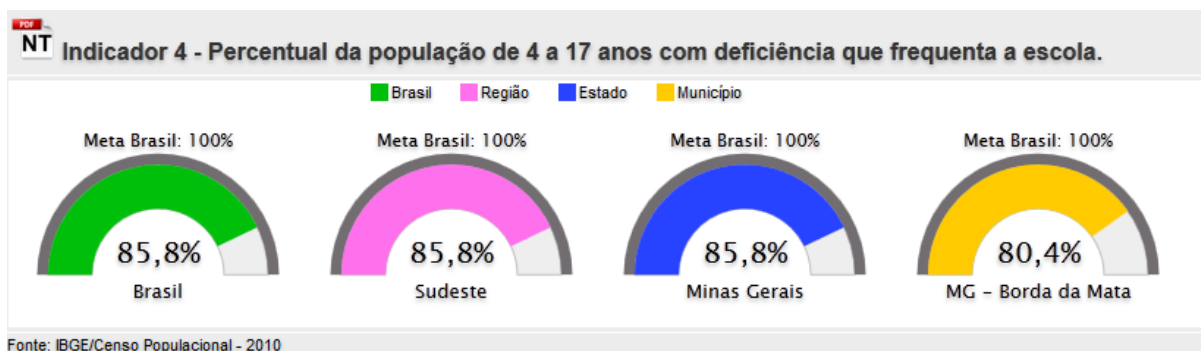 PDF
NT Indicador 4 - Percentual da população de 4 a 17 anos com deficiência que frequenta a escola.
Brasil Região Estado Município
Meta Brasil: 100% Meta Brasil: 100% Meta Brasil: 100% Meta Brasil: 100%
85,8% 85,8% 85,8% 80,4%
Brasil Sudeste Minas Gerais MG - Borda da Mata
Fonte: IBGE/Censo Populacional - 2010